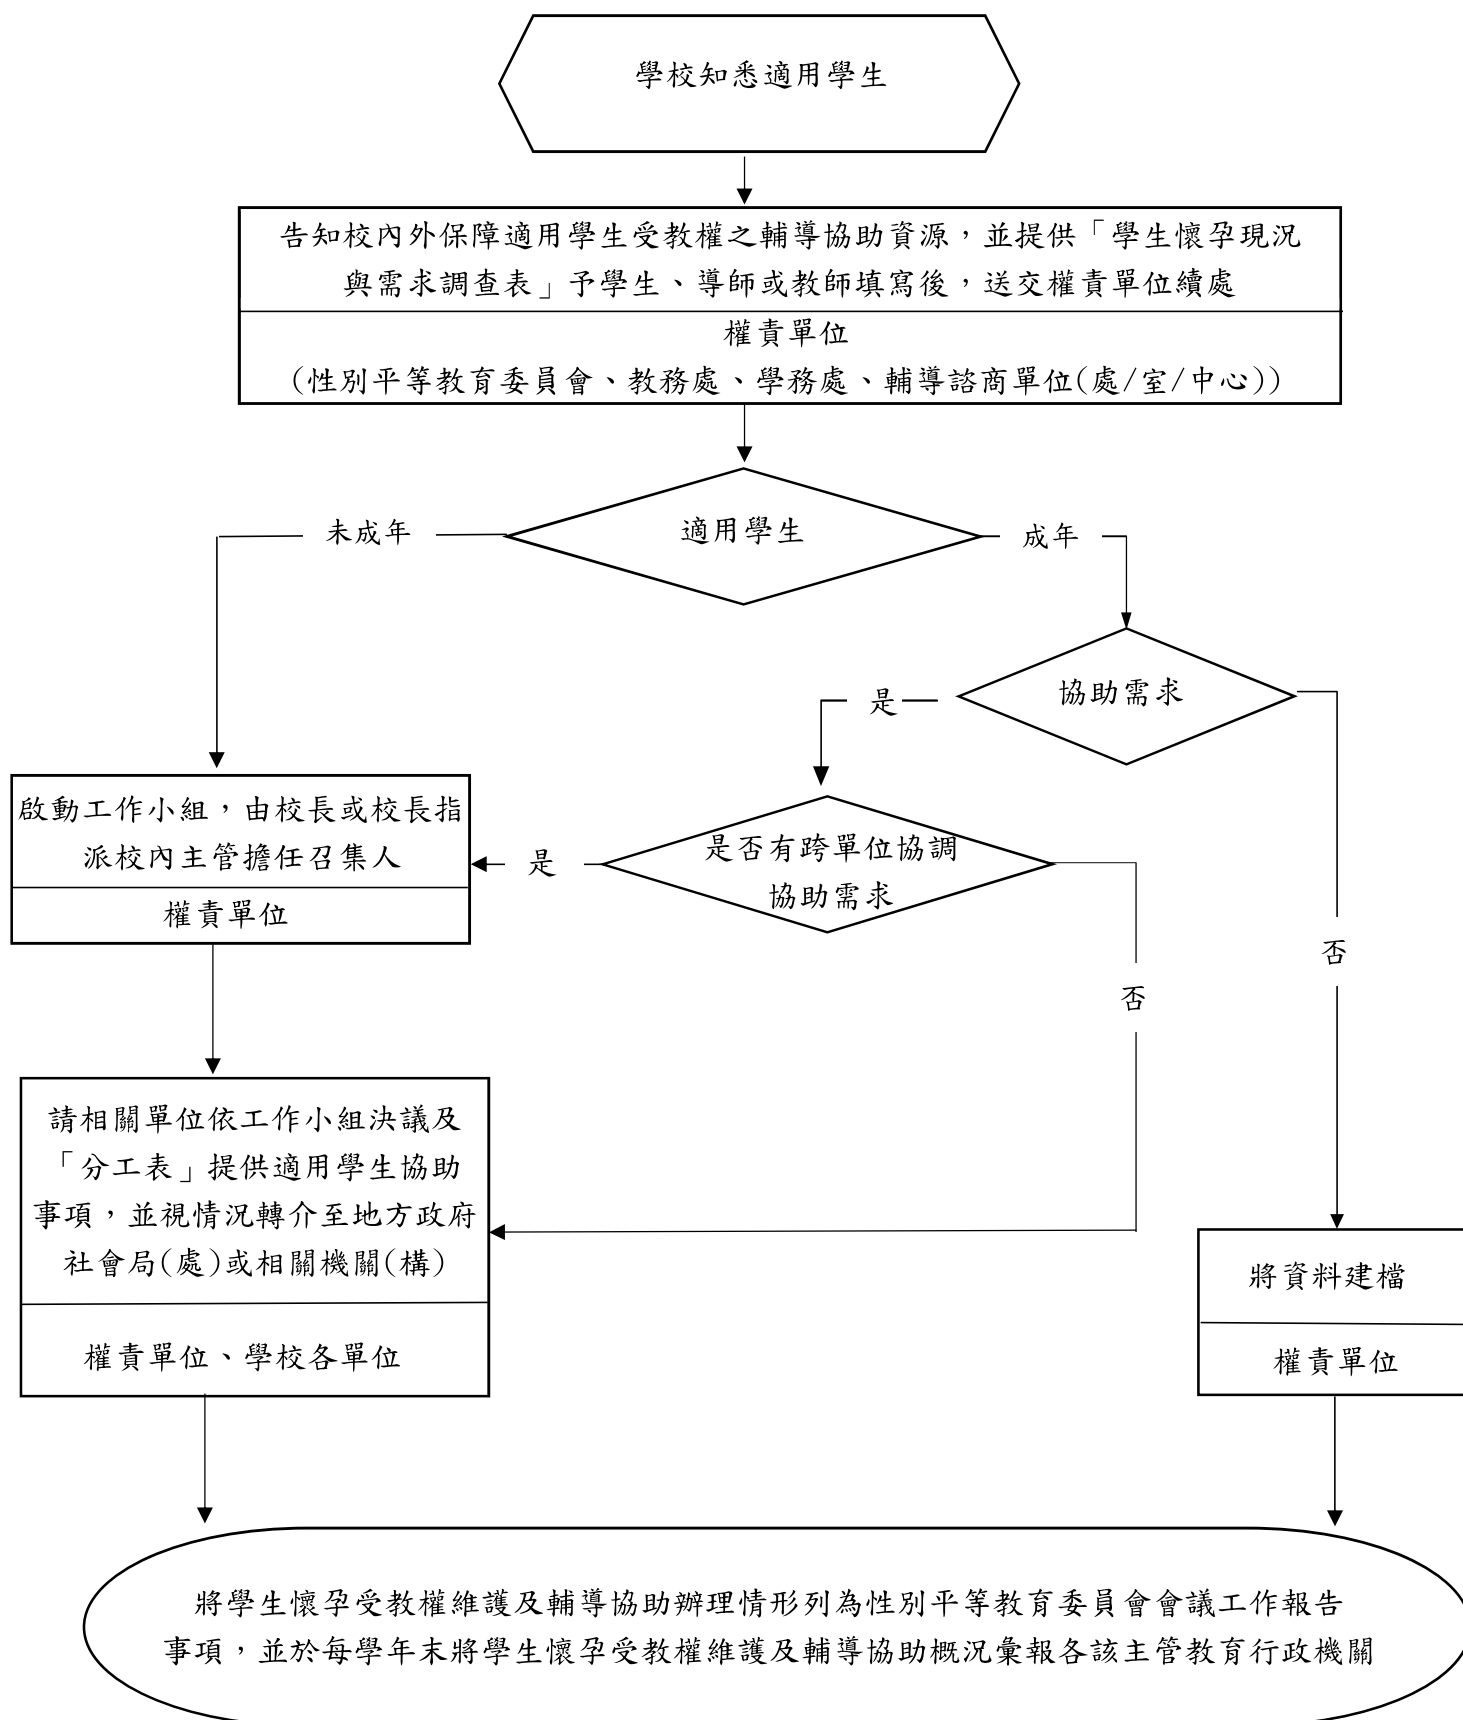 學校知悉適用學生
告知校內外保障適用學生受教權之輔導協助資源，並提供「學生懷孕現況
與需求調查表」予學生、導師或教師填寫後，送交權責單位續處
權責單位
(性別平等教育委員會、教務處、學務處、輔導諮商單位(處/室/中心))
適用學生
未成年
成年
協助需求
是
否
是否有跨單位協調
協助需求
是
否
啟動工作小組，由校長或校長指
派校內主管擔任召集人
權責單位
請相關單位依工作小組決議及
「分工表」提供適用學生協助
事項，並視情況轉介至地方政府
社會局(處)或相關機關(構)
權責單位、學校各單位
將資料建檔
權責單位
將學生懷孕受教權維護及輔導協助辦理情形列為性別平等教育委員會會議工作報告
事項，並於每學年末將學生懷孕受教權維護及輔導協助概況彙報各該主管教育行政機關